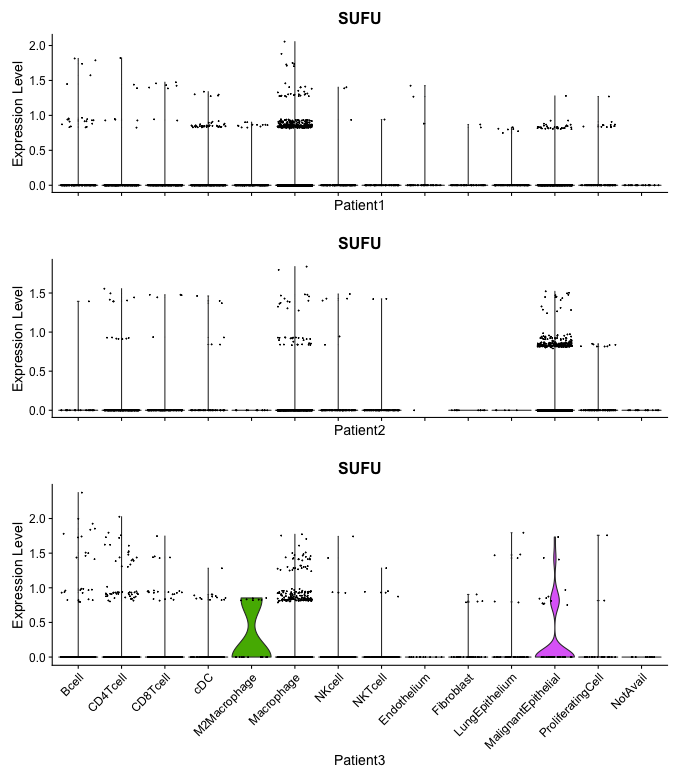 SUFU
Expression Level
2.0
1.5
1.0
0.5
0.0
Patient1
SUFU
Expression Level
1.5
1.0
0.5
0.0
Patient2
SUFU
Expression Level
2.0
1.5
1.0
0.5
0.0
Bcell
CD4Tcell
CD8Tcell
cDC
M2Macrophage
Macrophage
NKcell
NKTcell
Endothelium
Fibroblast
LungEpithelium
MalignantEpithelial
ProliferatingCell
NotAvail
Patient3